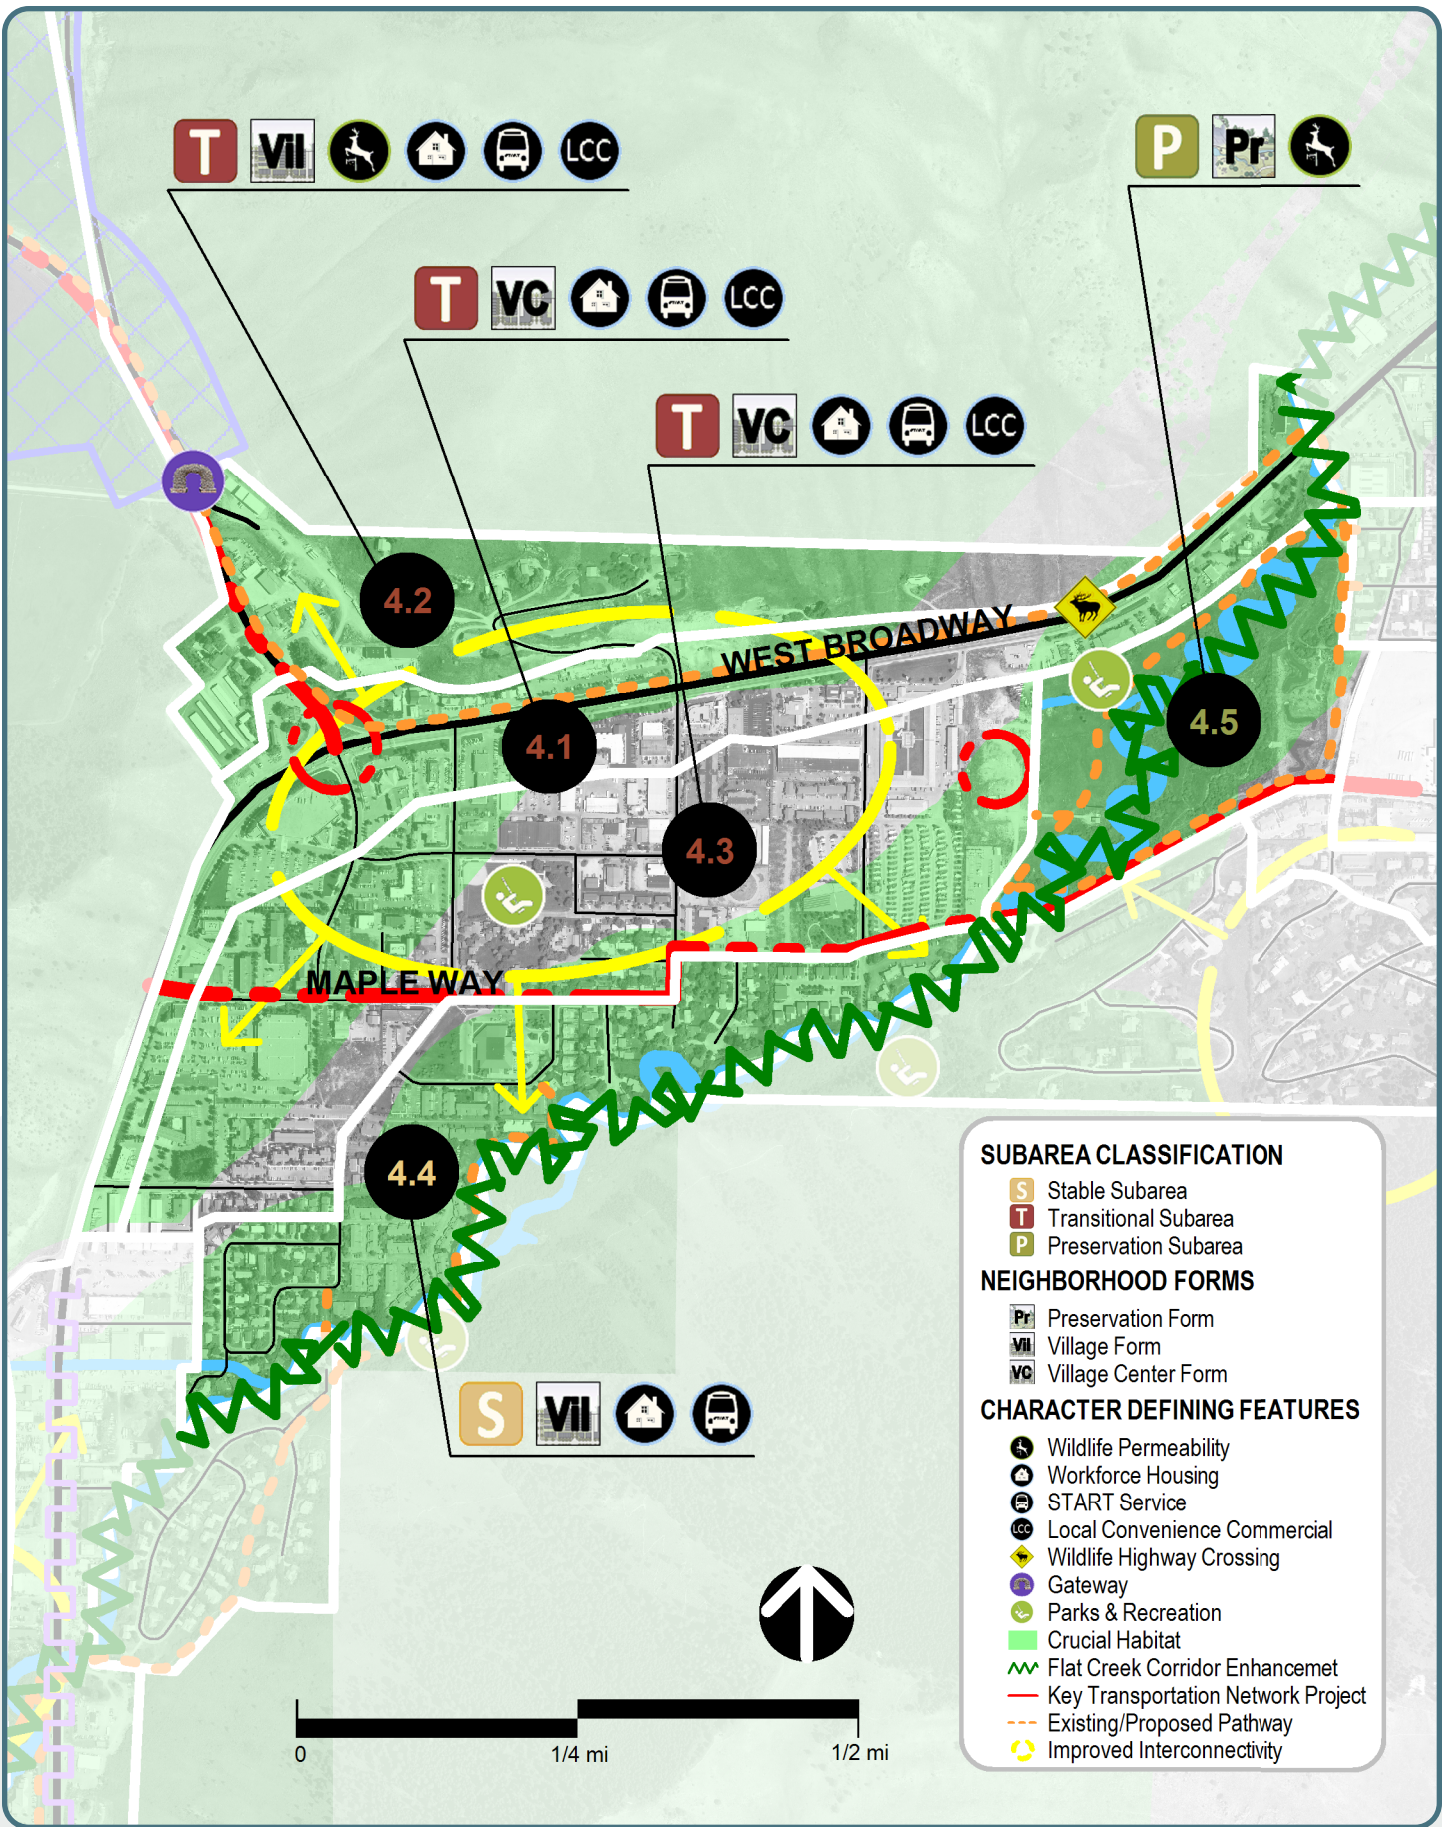 T Vil LCC
P Pr
T VC LCC
T VC LCC
4.2
WEST BROADWAY
4.1
4.5
4.3
MAPLE WAY
4.4
S Vil
SUBAREA CLASSIFICATION
S Stable Subarea
T Transitional Subarea
P Preservation Subarea
NEIGHBORHOOD FORMS
Pr Preservation Form
Vil Village Form
VC Village Center Form
CHARACTER DEFINING FEATURES
Wildlife Permeability
Workforce Housing
START Service
LCC Local Convenience Commercial
Wildlife Highway Crossing
Gateway
Parks & Recreation
Crucial Habitat
Flat Creek Corridor Enhancemet
Key Transportation Network Project
Existing/Proposed Pathway
Improved Interconnectivity
0 1/4 mi 1/2 mi